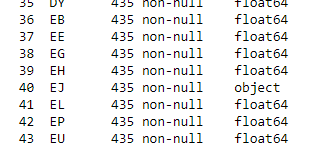 35 DY 435 non-null float64
36 EB 435 non-null float64
37 EE 435 non-null float64
38 EG 435 non-null float64
39 EH 435 non-null float64
40 EJ 435 non-null object
41 EL 435 non-null float64
42 EP 435 non-null float64
43 EU 435 non-null float64